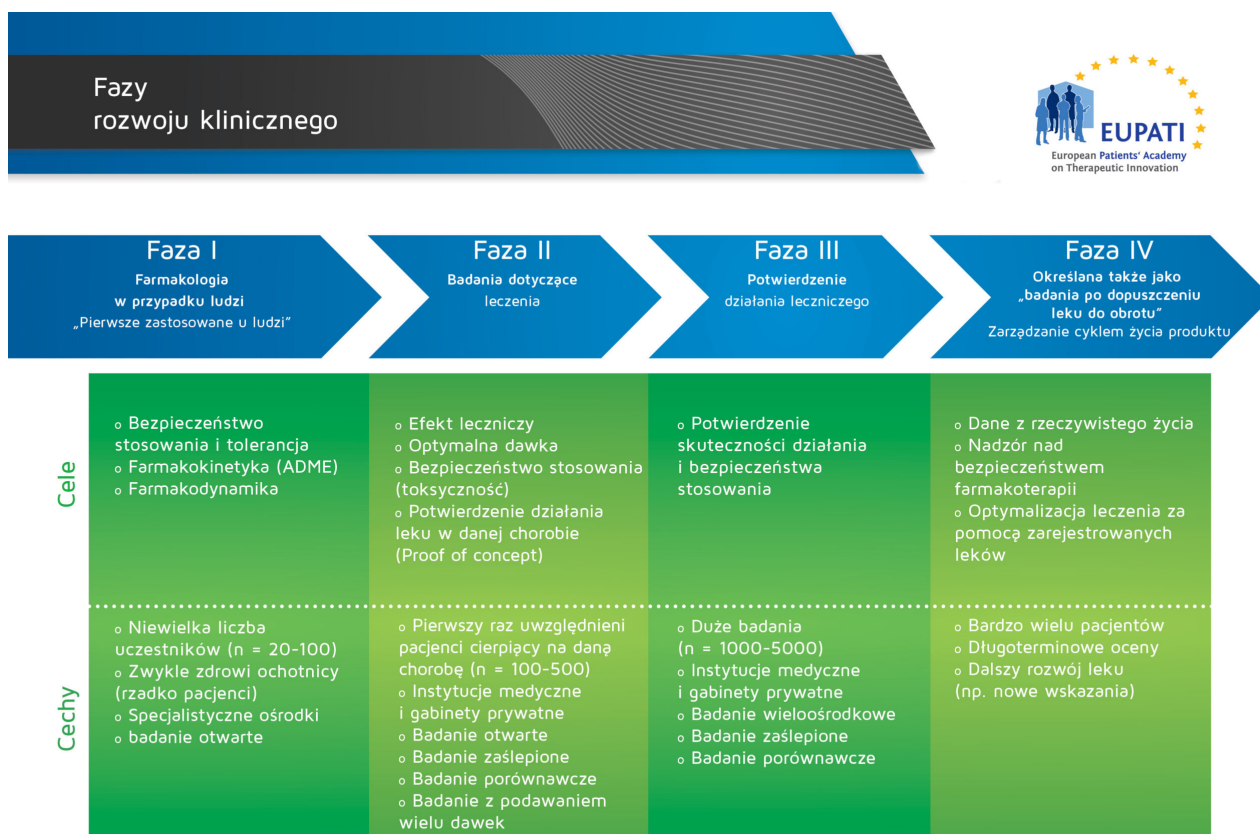 Fazy
rozwoju klinicznego
EUPATI
European Patients' Academy
on Therapeutic Innovation
Faza I
Farmakologia
w przypadku ludzi
„Pierwsze zastosowane u ludzi”
Faza II
Badania dotyczące
leczenia
Faza III
Potwierdzenie
działania leczniczego
Faza IV
Określana także jako
„badania po dopuszczeniu
leku do obrotu”
Zarządzanie cyklem życia produktu
Cele
o Bezpieczeństwo
stosowania i tolerancja
o Farmakokinetyka (ADME)
o Farmakodynamika
o Efekt leczniczy
o Optymalna dawka
o Bezpieczeństwo stosowania
(toksyczność)
o Potwierdzenie działania
leku w danej chorobie
(Proof of concept)
o Potwierdzenie
skuteczności działania
i bezpieczeństwa
stosowania
o Dane z rzeczywistego życia
o Nadzór nad
bezpieczeństwem
farmakoterapii
o Optymalizacja leczenia za
pomocą zarejestrowanych
leków
Cechy
o Niewielka liczba
uczestników (n = 20-100)
o Zwykle zdrowi ochotnicy
(rzadko pacjenci)
o Specjalistyczne ośrodki
o badanie otwarte
o Pierwszy raz uwzględnieni
pacjenci cierpiący na daną
chorobę (n = 100-500)
o Instytucje medyczne
i gabinety prywatne
o Badanie otwarte
o Badanie zaślepione
o Badanie porównawcze
o Badanie z podawaniem
wielu dawek
o Duże badania
(n = 1000-5000)
o Instytucje medyczne
i gabinety prywatne
o Badanie wieloośrodkowe
o Badanie zaślepione
o Badanie porównawcze
o Bardzo wielu pacjentów
o Długoterminowe oceny
o Dalszy rozwój leku
(np. nowe wskazania)